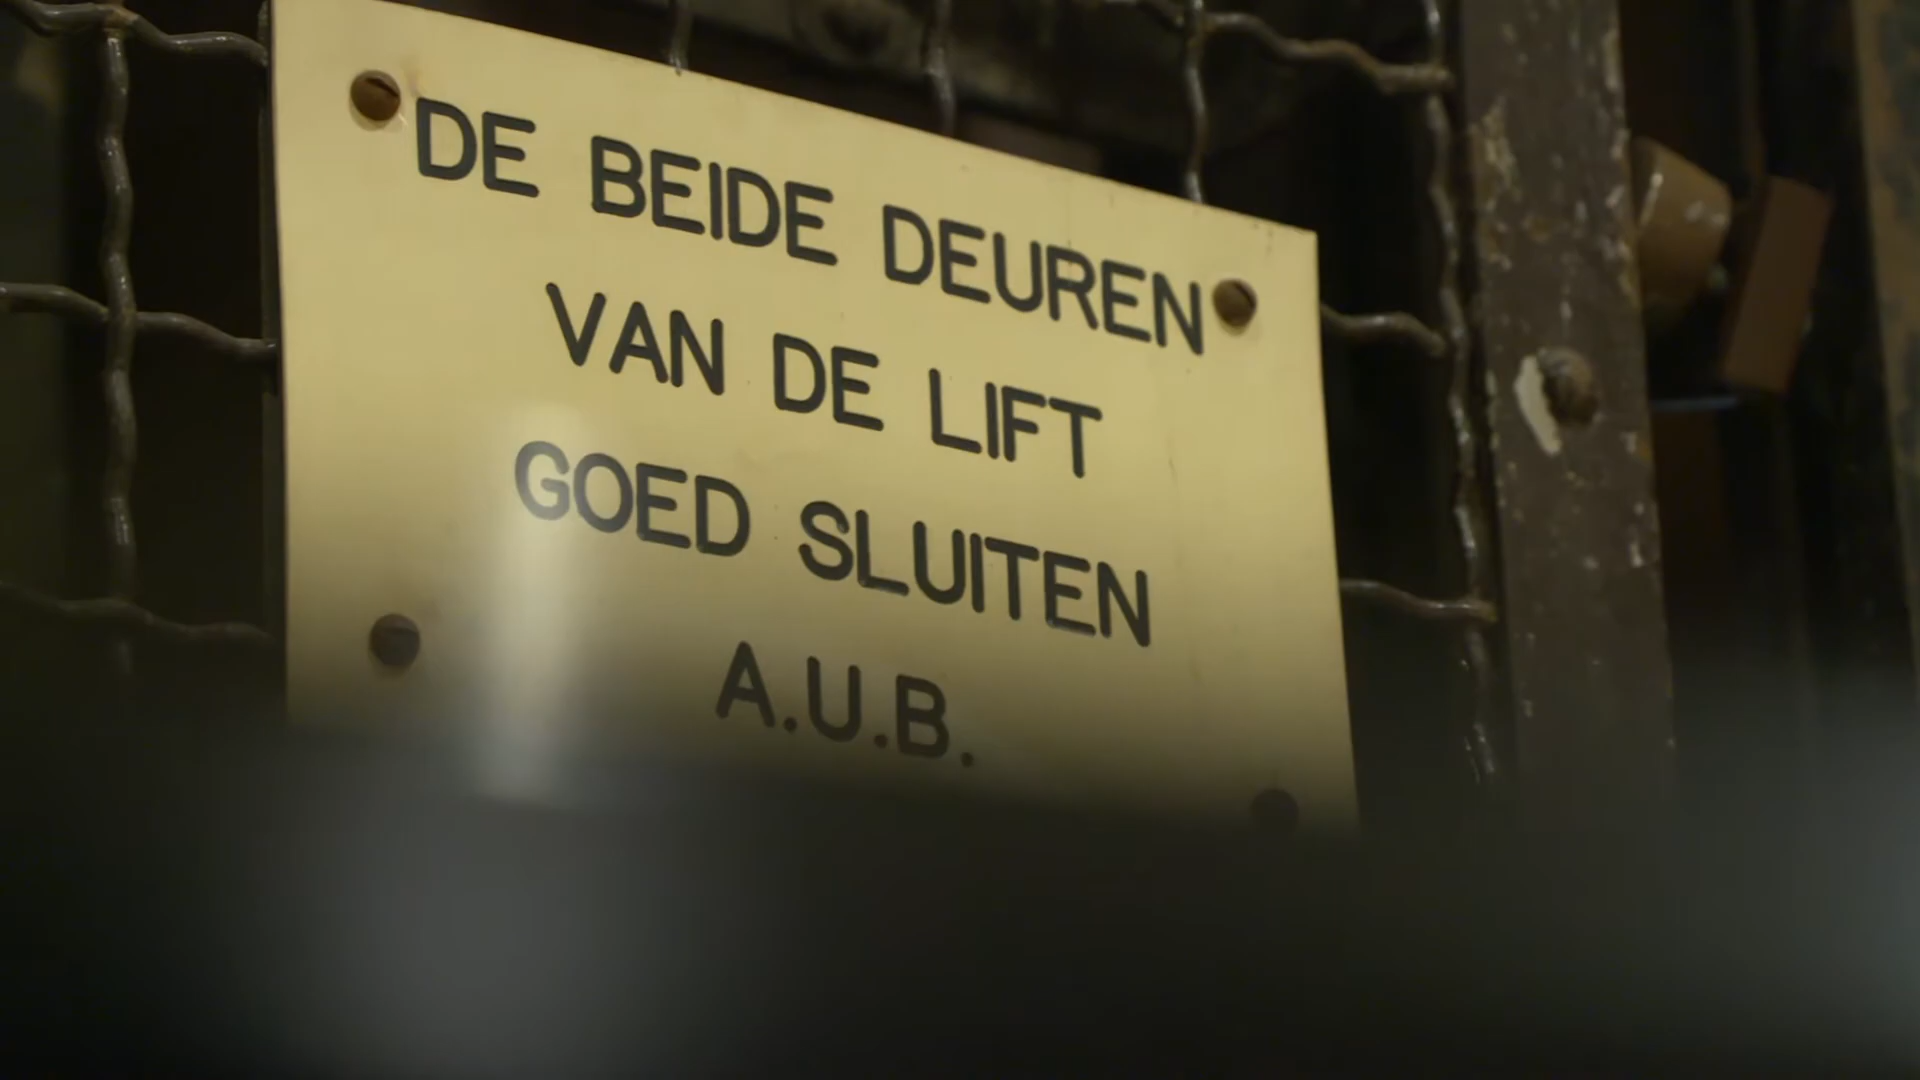 DE BEIDE DEUREN
VAN DE LIFT
GOED SLUITEN
A.U.B.